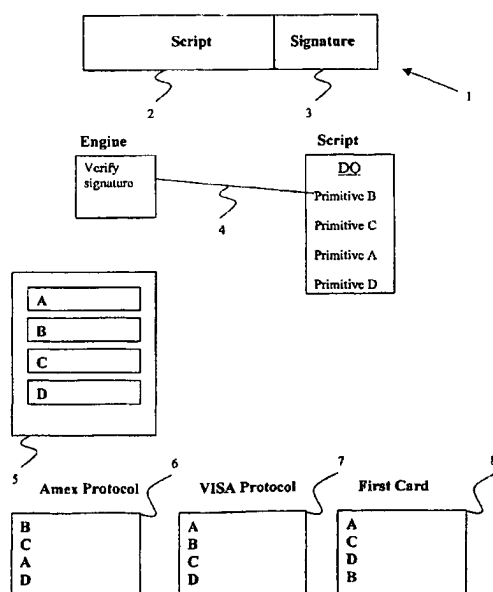 Script Signature
1
2 3
Engine Script
Verify
signature
DO
Primitive B
Primitive C
Primitive A
Primitive D
4
A
B
C
D
5 6 7 8
Amex Protocol VISA Protocol First Card
B A A
C B C
A C D
D D B